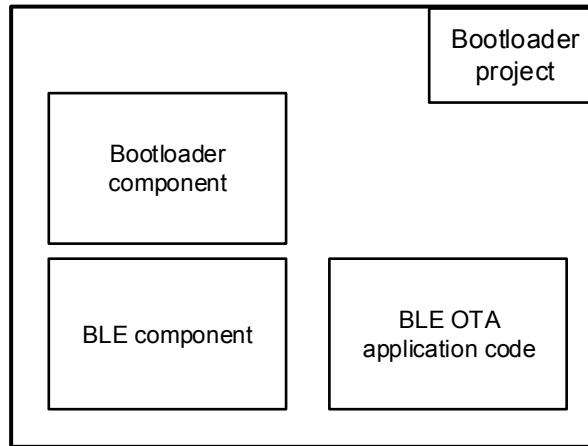 Bootloader
project
Bootloader
component
BLE component
BLE OTA
application code